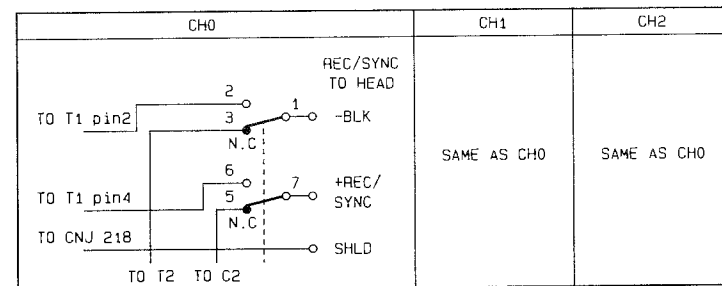 CH0 CH1 CH2
REC/SYNC
TO HEAD
2
TO T1 pin2 1 -BLK
3
N.C
SAME AS CH0 SAME AS CH0
6
TO T1 pin4 7 +REC/
5 SYNC
N.C
TO CNJ 218 SHLD
TO T2 TO C2